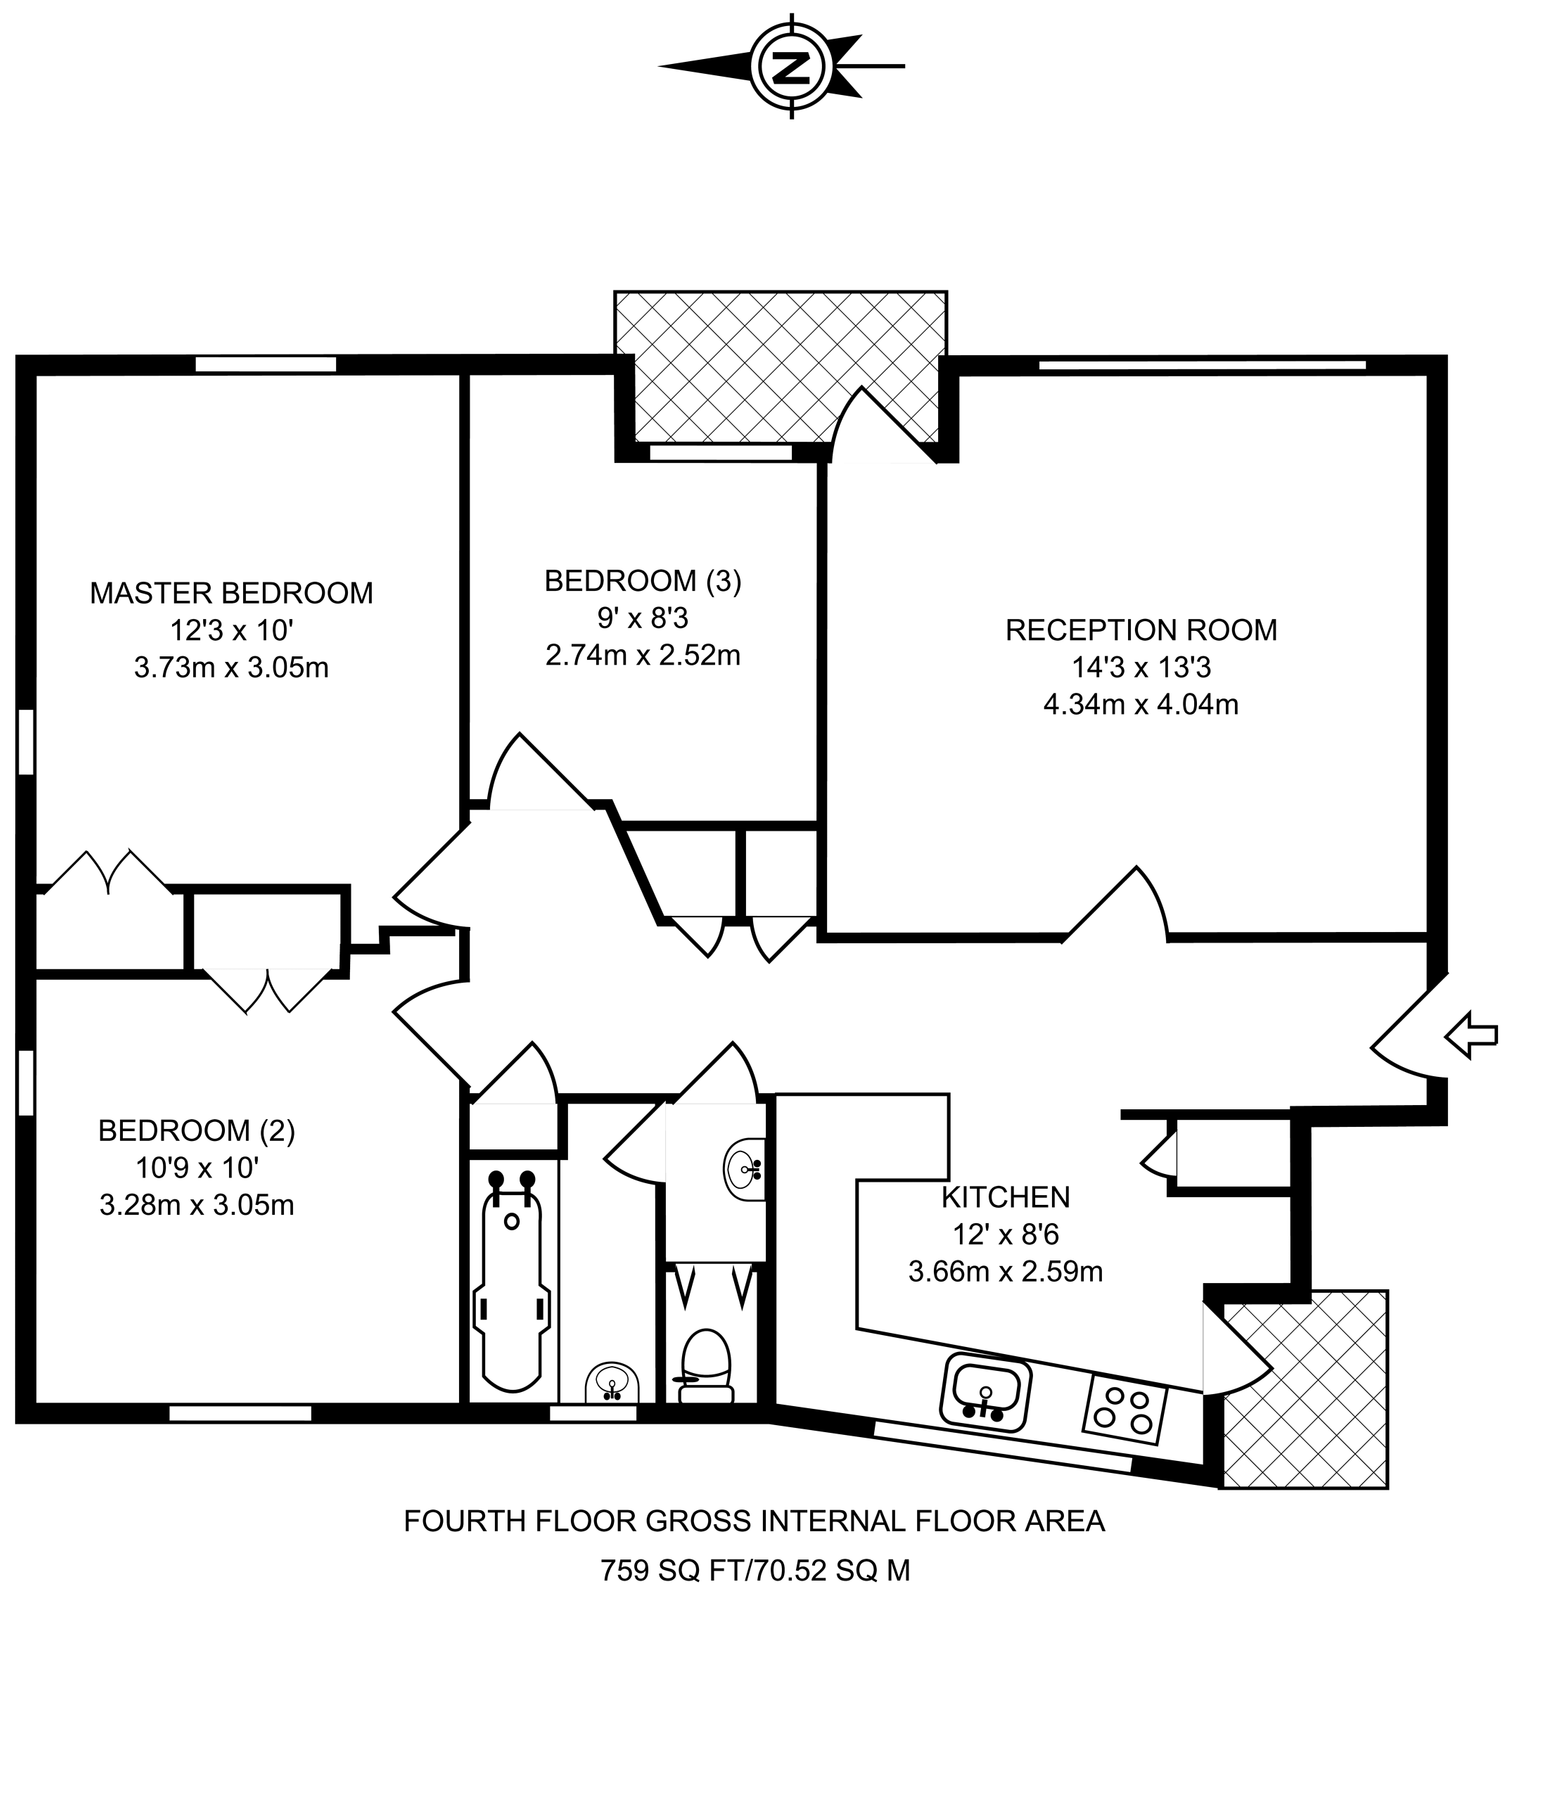 N
MASTER BEDROOM
12'3 x 10'
3.73m x 3.05m
BEDROOM (3)
9' x 8'3
2.74m x 2.52m
RECEPTION ROOM
14'3 x 13'3
4.34m x 4.04m
BEDROOM (2)
10'9 x 10'
3.28m x 3.05m
KITCHEN
12' x 8'6
3.66m x 2.59m
FOURTH FLOOR GROSS INTERNAL FLOOR AREA
759 SQ FT/70.52 SQ M